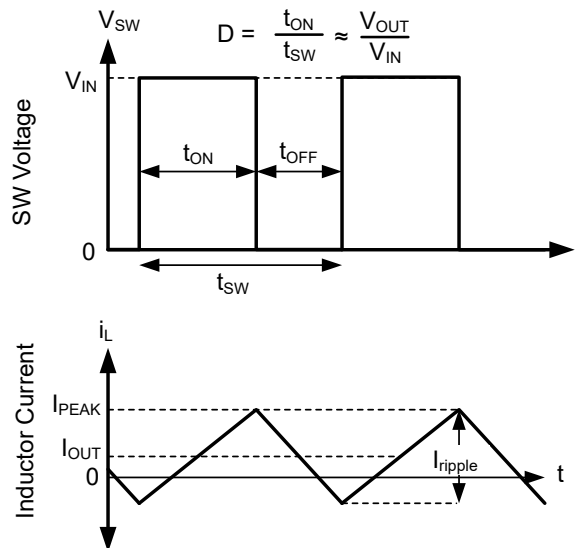 V_SW
D = t_ON / t_SW ≈ V_OUT / V_IN
V_IN
SW Voltage
t_ON
t_OFF
0
t_SW
i_L
Inductor Current
I_PEAK
I_OUT
I_ripple
0
t